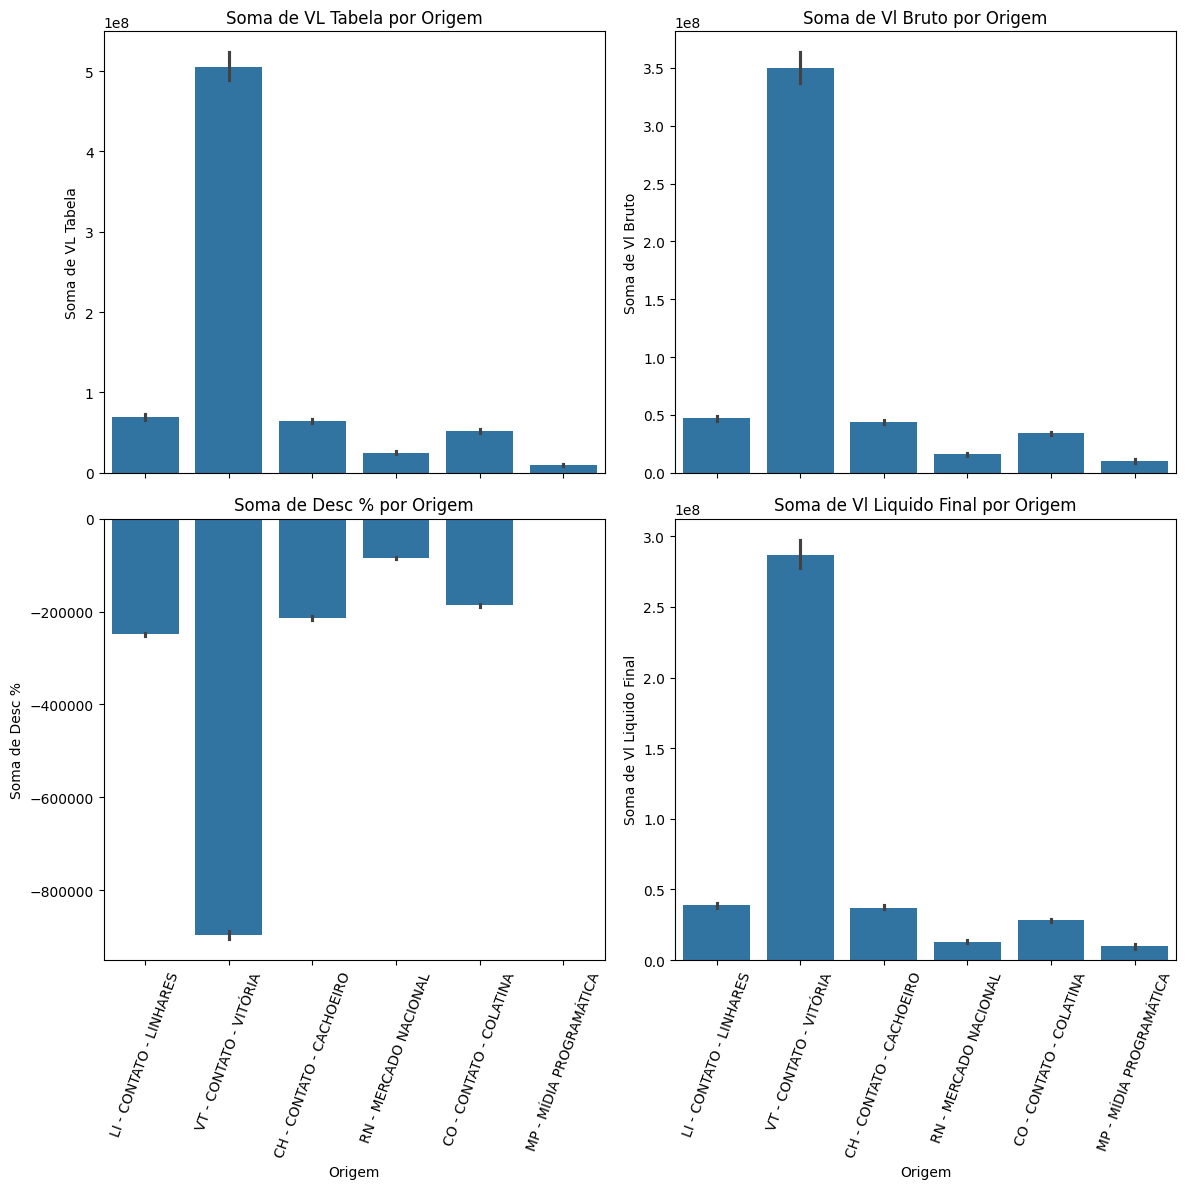 Soma de VL Tabela por Origem
1e8
Soma de VL Tabela
5
4
3
2
1
0
Soma de Vl Bruto por Origem
1e8
Soma de Vl Bruto
3.5
3.0
2.5
2.0
1.5
1.0
0.5
0.0
Soma de Desc % por Origem
Soma de Desc %
0
−200000
−400000
−600000
−800000
LI - CONTATO - LINHARES
VT - CONTATO - VITÓRIA
CH - CONTATO - CACHOEIRO
RN - MERCADO NACIONAL
CO - CONTATO - COLATINA
MP - MÍDIA PROGRAMÁTICA
Origem
Soma de Vl Liquido Final por Origem
1e8
Soma de Vl Liquido Final
3.0
2.5
2.0
1.5
1.0
0.5
0.0
LI - CONTATO - LINHARES
VT - CONTATO - VITÓRIA
CH - CONTATO - CACHOEIRO
RN - MERCADO NACIONAL
CO - CONTATO - COLATINA
MP - MÍDIA PROGRAMÁTICA
Origem